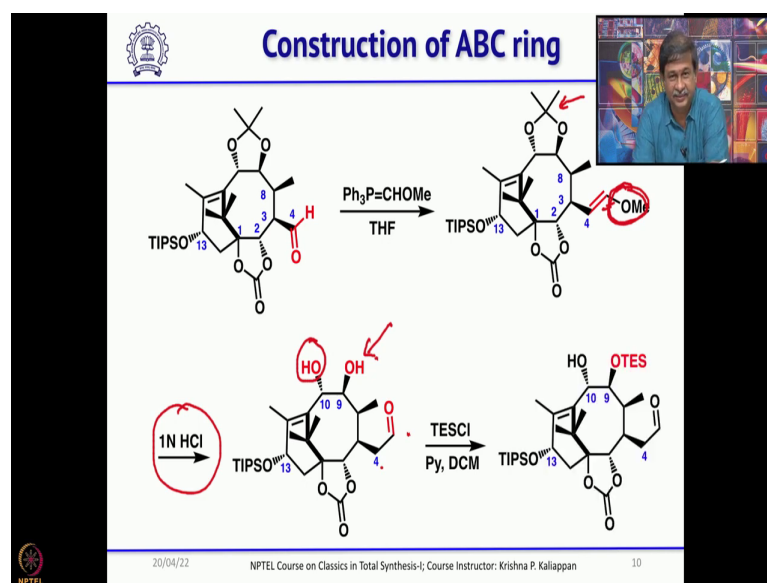 Construction of ABC ring
O O
8
3
4 H
1 2
O
TIPSO 13
O O
O
Ph3P=CHOMe
THF
O O
8
3
OMe
4
1 2
TIPSO 13
O O
O
1N HCl
HO OH
10 9
O
4
TIPSO 13
O O
O
TESCl
Py, DCM
HO OTES
10 9
O
4
TIPSO 13
O O
O
20/04/22
NPTEL Course on Classics in Total Synthesis-I; Course Instructor: Krishna P. Kaliappan
10
NPTEL